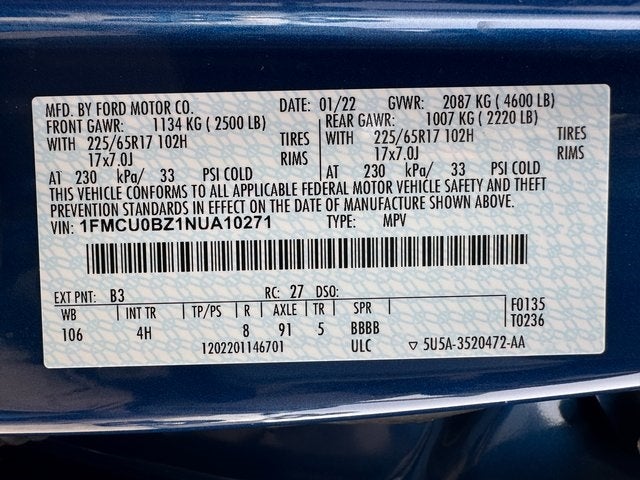 MFD. BY FORD MOTOR CO. DATE: 01/22 GVWR: 2087 KG ( 4600 LB)
FRONT GAWR: 1134 KG ( 2500 LB) REAR GAWR: 1007 KG ( 2220 LB)
WITH 225/65R17 102H TIRES WITH 225/65R17 102H TIRES
17x7.0J RIMS 17x7.0J RIMS
AT 230 kPa/ 33 PSI COLD AT 230 kPa/ 33 PSI COLD
THIS VEHICLE CONFORMS TO ALL APPLICABLE FEDERAL MOTOR VEHICLE SAFETY AND THEFT
PREVENTION STANDARDS IN EFFECT ON THE DATE OF MANUFACTURE SHOWN ABOVE.
VIN: 1FMCU0BZ1NUA10271 TYPE: MPV
EXT PNT: B3 RC: 27 DSO: F0135
WB INT TR TP/PS R AXLE TR SPR T0236
106 4H 8 91 5 BBBB
1202201146701 ULC ▽ 5U5A-3520472-AA